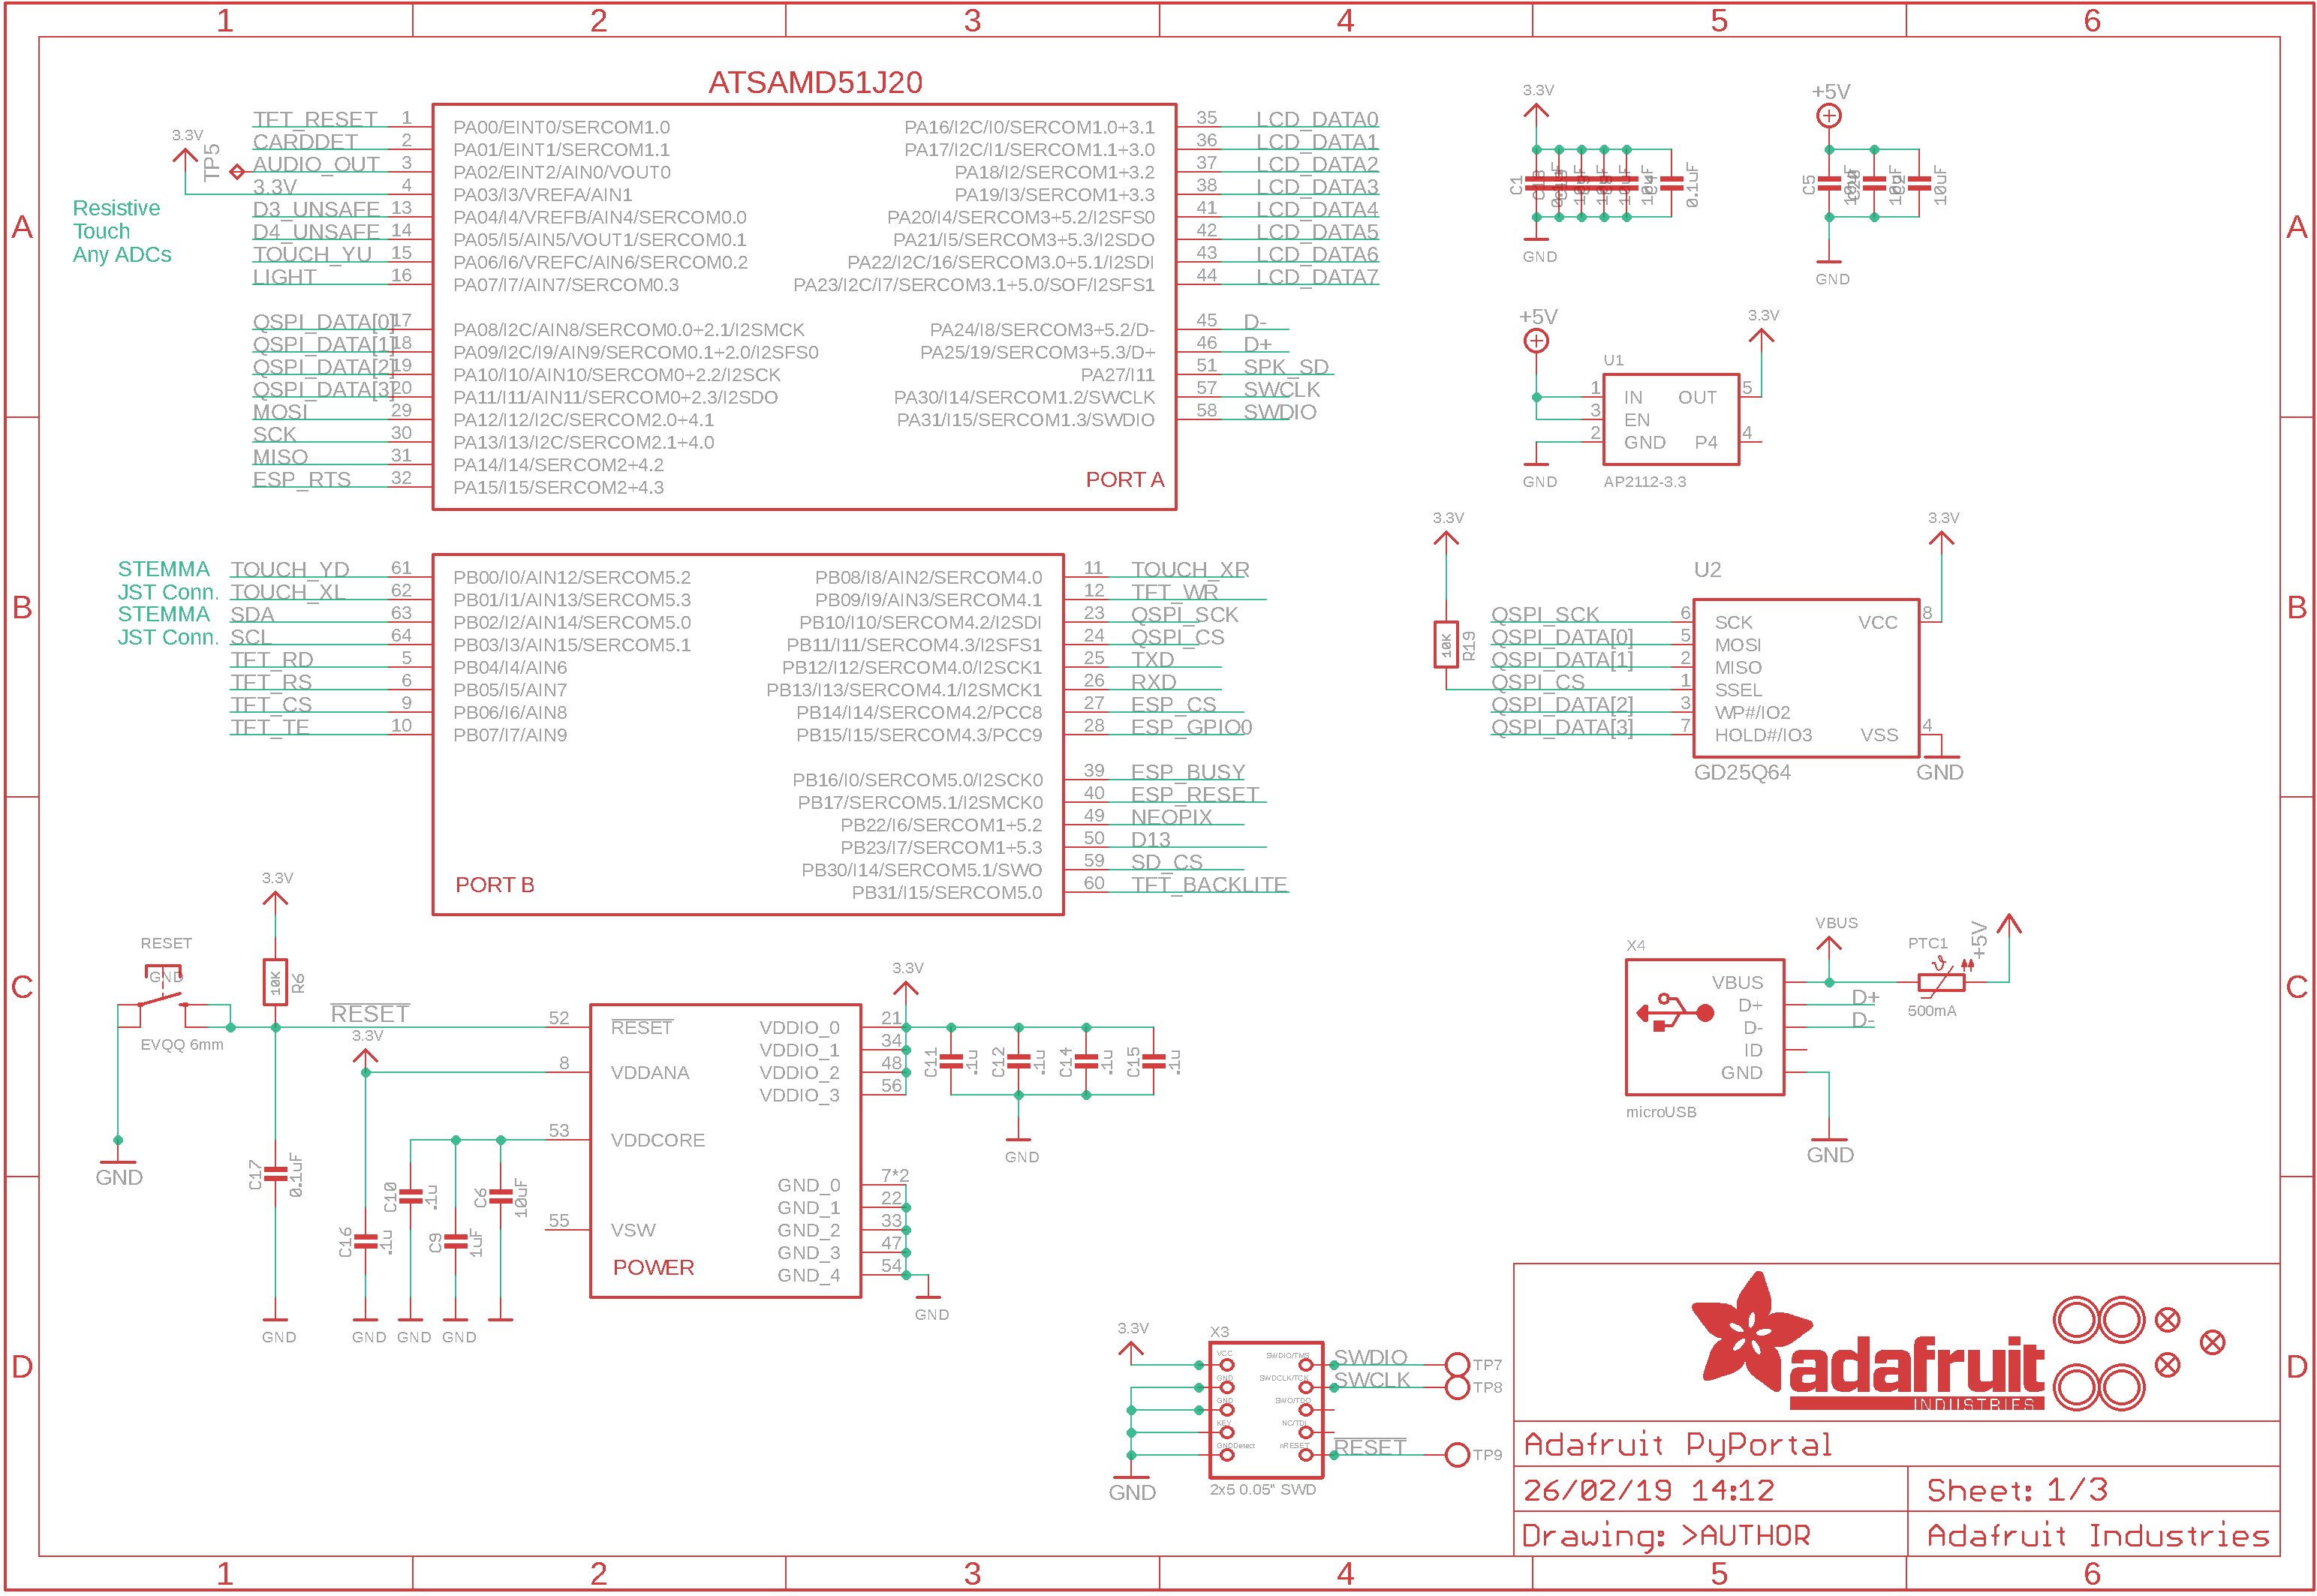 1 2 3 4 5 6
A
B
C
D
ATSAMD51J20
TFT_RESET 1 PA00/EINT0/SERCOM1.0
CARDDET 2 PA01/EINT1/SERCOM1.1
AUDIO_OUT 3 PA02/EINT2/AIN0/VOUT0
3.3V 4 PA03/I3/VREFA/AIN1
D3_UNSAFE 13 PA04/I4/VREFB/AIN4/SERCOM0.0
D4_UNSAFE 14 PA05/I5/AIN5/VOUT1/SERCOM0.1
TOUCH_YU 15 PA06/I6/VREFC/AIN6/SERCOM0.2
LIGHT 16 PA07/I7/AIN7/SERCOM0.3
3.3V
TP5
Resistive
Touch
Any ADCs
QSPI_DATA[0] 17 PA08/I2C/AIN8/SERCOM0.0+2.1/I2SMCK
QSPI_DATA[1] 18 PA09/I2C/I9/AIN9/SERCOM0.1+2.0/I2SFS0
QSPI_DATA[2] 19 PA10/I10/AIN10/SERCOM0+2.2/I2SCK
QSPI_DATA[3] 20 PA11/I11/AIN11/SERCOM0+2.3/I2SDO
MOSI 29 PA12/I12/I2C/SERCOM2.0+4.1
SCK 30 PA13/I13/I2C/SERCOM2.1+4.0
MISO 31 PA14/I14/SERCOM2+4.2
ESP_RTS 32 PA15/I15/SERCOM2+4.3
PA16/I2C/I0/SERCOM1.0+3.1 35 LCD_DATA0
PA17/I2C/I1/SERCOM1.1+3.0 36 LCD_DATA1
PA18/I2/SERCOM1+3.2 37 LCD_DATA2
PA19/I3/SERCOM1+3.3 38 LCD_DATA3
PA20/I4/SERCOM3+5.2/I2SFS0 41 LCD_DATA4
PA21/I5/SERCOM3+5.3/I2SDO 42 LCD_DATA5
PA22/I2C/16/SERCOM3.0+5.1/I2SDI 43 LCD_DATA6
PA23/I2C/I7/SERCOM3.1+5.0/SOF/I2SFS1 44 LCD_DATA7
PA24/I8/SERCOM3+5.2/D- 45 D-
PA25/19/SERCOM3+5.3/D+ 46 D+
PA27/I11 51 SPK_SD
PA30/I14/SERCOM1.2/SWCLK 57 SWCLK
PA31/I15/SERCOM1.3/SWDIO 58 SWDIO
PORT A
3.3V
C1
0.1uF
GND
+5V
C5
10uF
GND
+5V
3.3V
U1
1 IN OUT 5
3 EN
2 GND P4 4
GND
AP2112-3.3
STEMMA
JST Conn.
STEMMA
JST Conn.
TOUCH_YD 61 PB00/I0/AIN12/SERCOM5.2
TOUCH_XL 62 PB01/I1/AIN13/SERCOM5.3
SDA 63 PB02/I2/AIN14/SERCOM5.0
SCL 64 PB03/I3/AIN15/SERCOM5.1
TFT_RD 5 PB04/I4/AIN6
TFT_RS 6 PB05/I5/AIN7
TFT_CS 9 PB06/I6/AIN8
TFT_TE 10 PB07/I7/AIN9
PB08/I8/AIN2/SERCOM4.0 11 TOUCH_XR
PB09/I9/AIN3/SERCOM4.1 12 TFT_WR
PB10/I10/SERCOM4.2/I2SDI 23 QSPI_SCK
PB11/I11/SERCOM4.3/I2SFS1 24 QSPI_CS
PB12/I12/SERCOM4.0/I2SCK1 25 TXD
PB13/I13/SERCOM4.1/I2SMCK1 26 RXD
PB14/I14/SERCOM4.2/PCC8 27 ESP_CS
PB15/I15/SERCOM4.3/PCC9 28 ESP_GPIO0
PB16/I0/SERCOM5.0/I2SCK0 39 ESP_BUSY
PB17/SERCOM5.1/I2SMCK0 40 ESP_RESET
PB22/I6/SERCOM1+5.2 49 NEOPIX
PB23/I7/SERCOM1+5.3 50 D13
PB30/I14/SERCOM5.1/SWO 59 SD_CS
PB31/I15/SERCOM5.0 60 TFT_BACKLITE
PORT B
3.3V
10K
R19
3.3V
U2
QSPI_SCK 6 SCK VCC 8
QSPI_DATA[0] 5 MOSI
QSPI_DATA[1] 2 MISO
QSPI_CS 1 SSEL
QSPI_DATA[2] 3 WP#/IO2
QSPI_DATA[3] 7 HOLD#/IO3 VSS 4
GD25Q64
GND
3.3V
RESET
GND
EVQQ 6mm
10K
R6
GND
C17
0.1uF
GND
RESET 52 RESET
3.3V
8 VDDANA
53 VDDCORE
55 VSW
POWER
C16
.1u
C10
.1u
C9
1uF
C6
10uF
GND GND GND
3.3V
VDDIO_0 21
VDDIO_1 34
VDDIO_2 48
VDDIO_3 56
C11
.1u
C12
.1u
C14
.1u
C15
.1u
GND
GND_0 7*2
GND_1 22
GND_2 33
GND_3 47
GND_4 54
GND
X4
VBUS
PTC1
+5V
500mA
VBUS
D+ D+
D- D-
ID
GND
microUSB
GND
3.3V
X3
VCC SWDIO/TMS SWDIO TP7
GND SWDCLK/TCK SWCLK TP8
GND SWO/TDO
KEY NC/TDI
GNDDetect nRESET RESET TP9
GND
2x5 0.05" SWD
adafruit
INDUSTRIES
Adafruit PyPortal
26/02/19 14:12
Sheet: 1/3
Drawing: >AUTHOR
Adafruit Industries
A
B
C
D
1 2 3 4 5 6